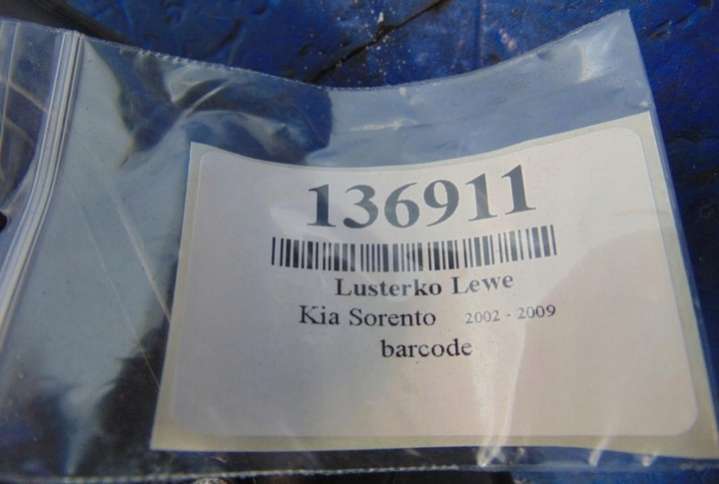 136911
Lusterko Lewe
Kia Sorento 2002 - 2009
barcode